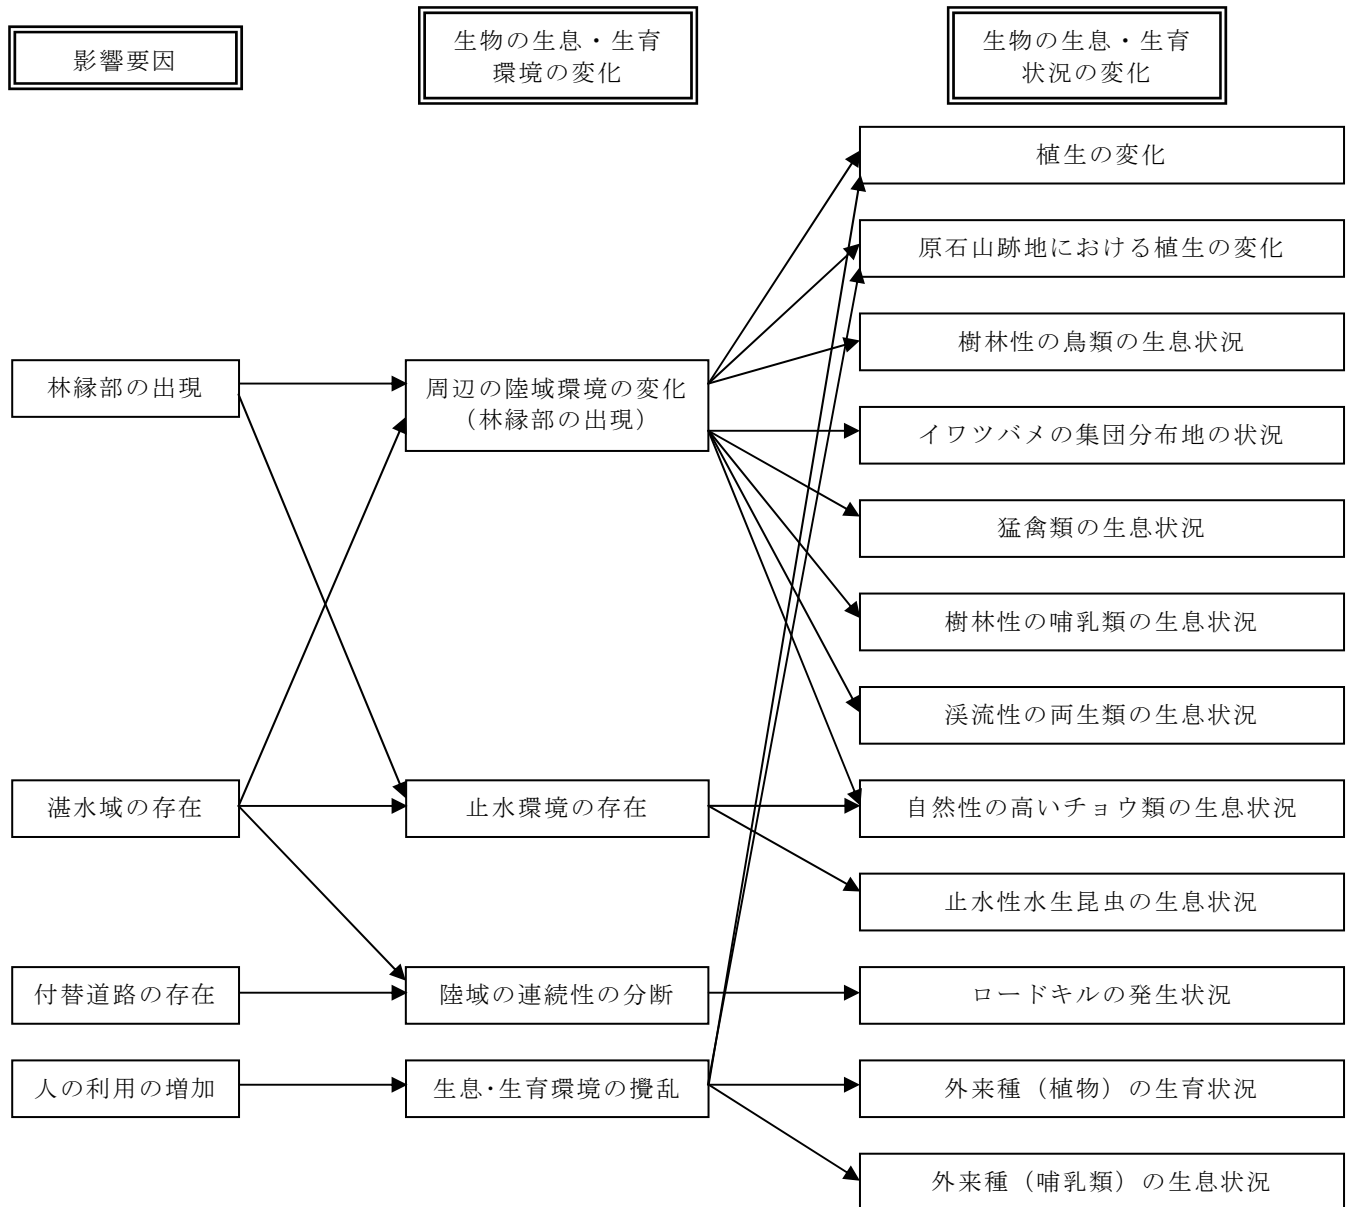 影響要因
生物の生息・生育
環境の変化
生物の生息・生育
状況の変化
植生の変化
原石山跡地における植生の変化
樹林性の鳥類の生息状況
林縁部の出現
周辺の陸域環境の変化
（林縁部の出現）
イワツバメの集団分布地の状況
猛禽類の生息状況
樹林性の哺乳類の生息状況
渓流性の両生類の生息状況
湛水域の存在
止水環境の存在
自然性の高いチョウ類の生息状況
止水性水生昆虫の生息状況
付替道路の存在
陸域の連続性の分断
ロードキルの発生状況
人の利用の増加
生息･生育環境の攪乱
外来種（植物）の生育状況
外来種（哺乳類）の生息状況